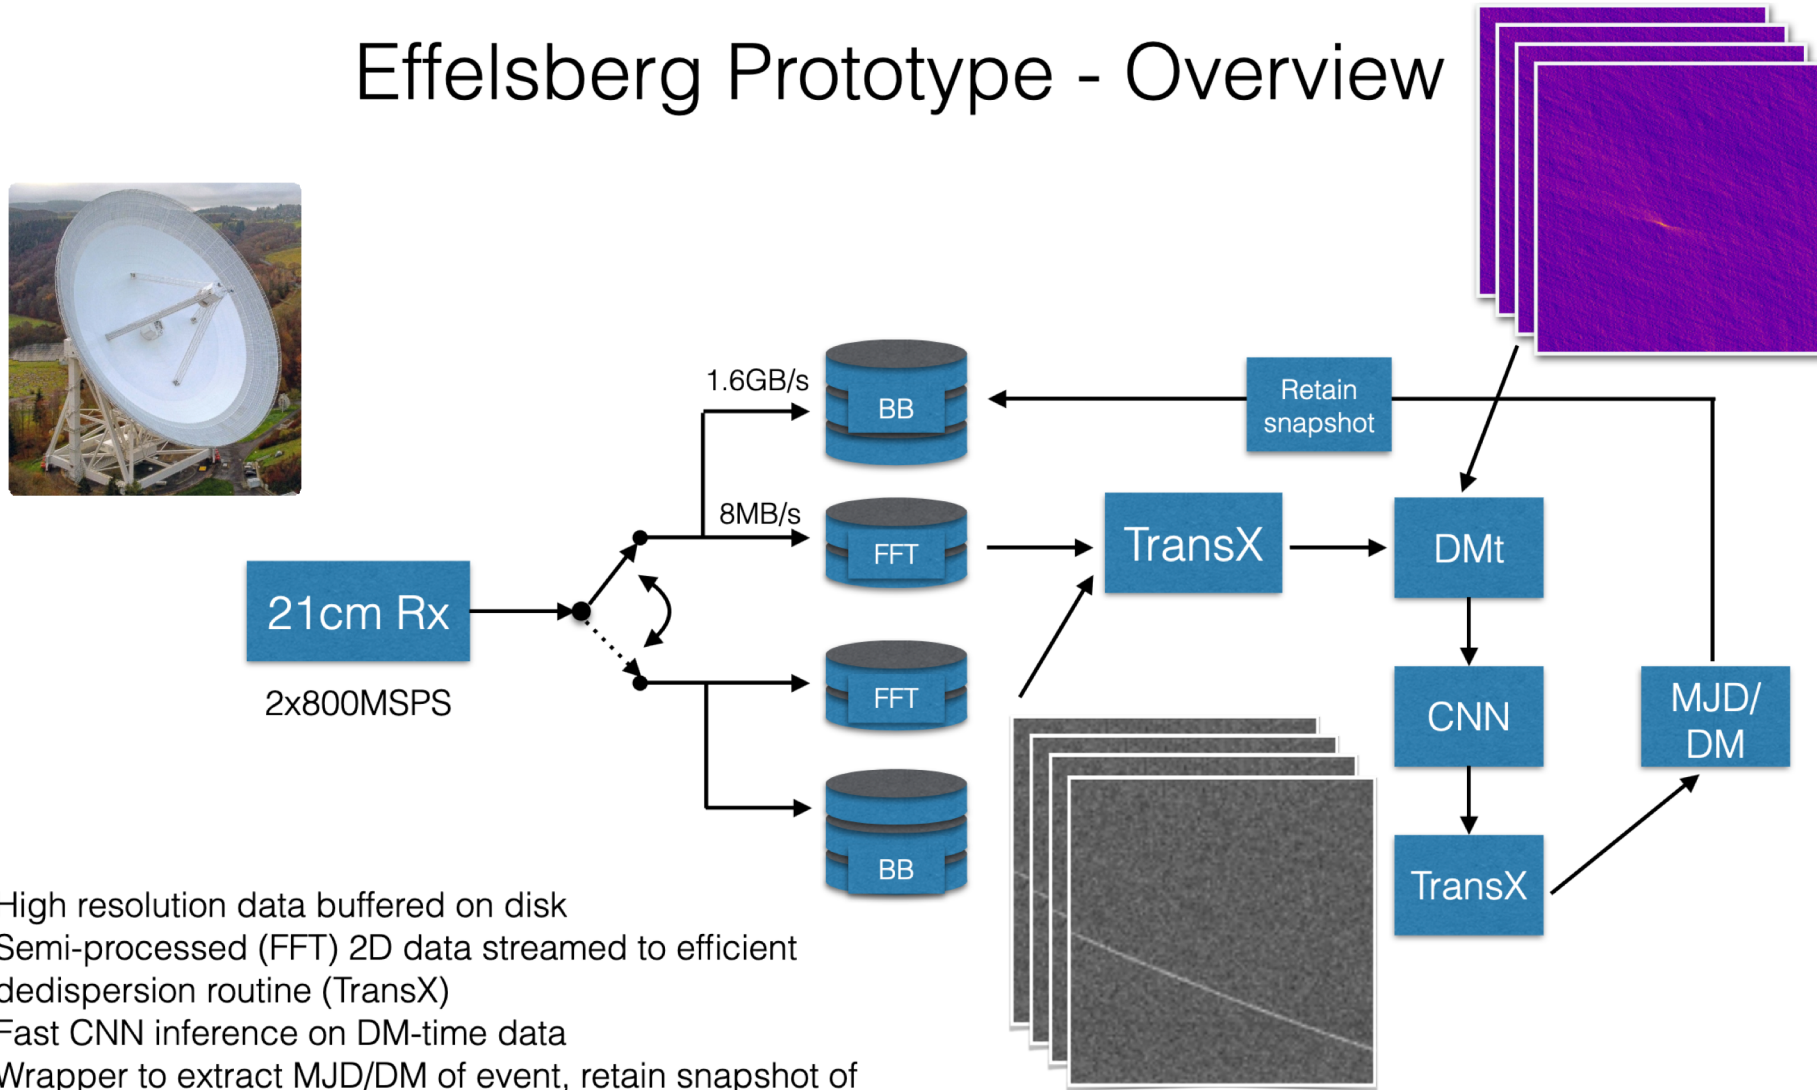 Effelsberg Prototype - Overview
1.6GB/s
BB
Retain
snapshot
8MB/s
FFT
TransX
DMt
21cm Rx
2x800MSPS
FFT
CNN
MJD/
DM
BB
TransX
High resolution data buffered on disk
Semi-processed (FFT) 2D data streamed to efficient
dedispersion routine (TransX)
Fast CNN inference on DM-time data
Wrapper to extract MJD/DM of event, retain snapshot of